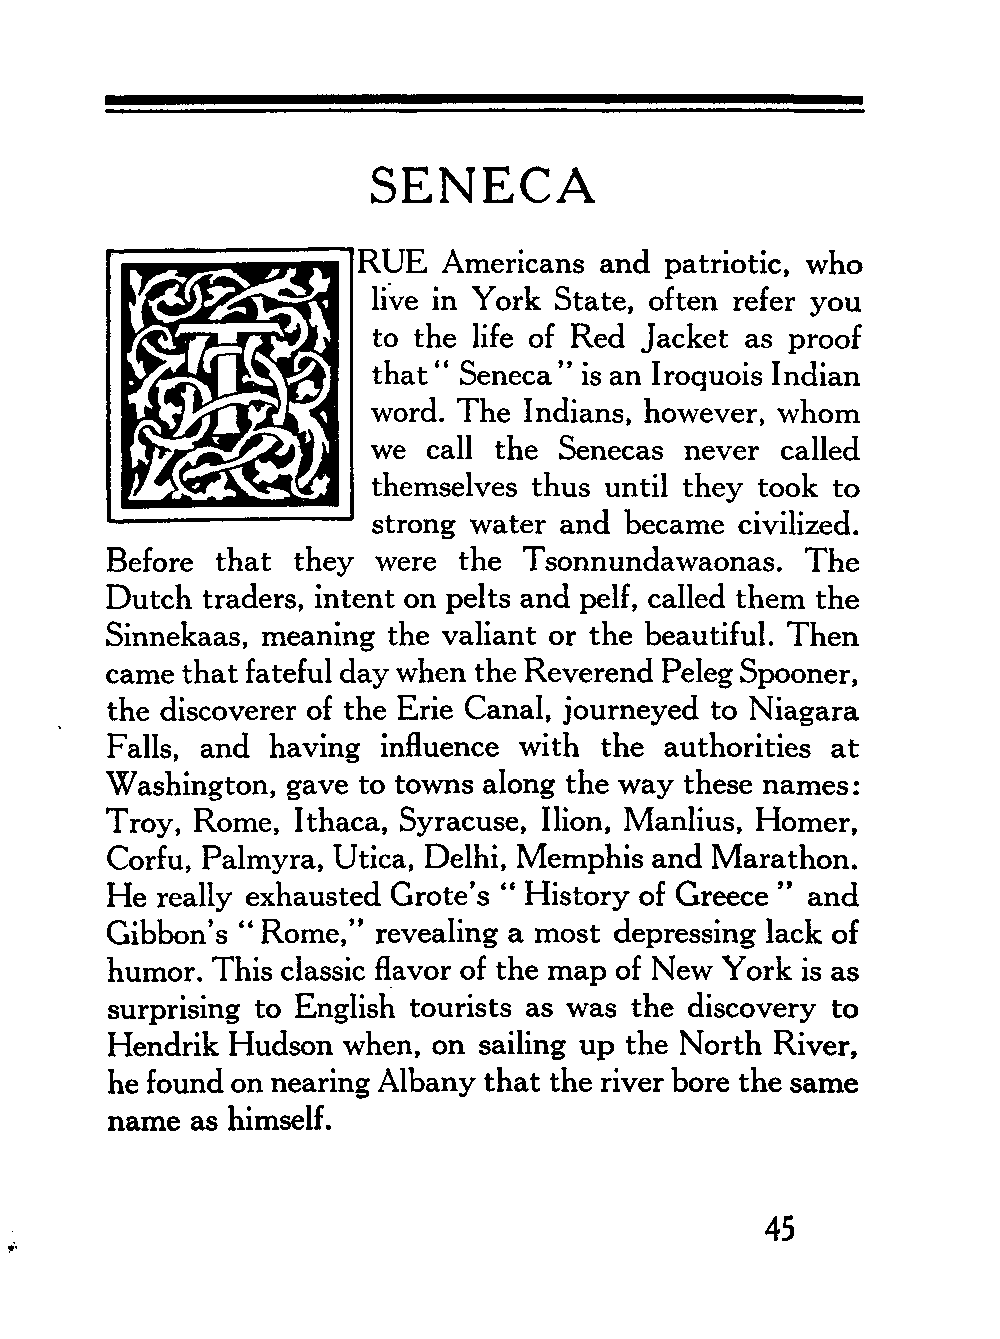 SENECA
TRUE Americans and patriotic, who
live in York State, often refer you
to the life of Red Jacket as proof
that “ Seneca ” is an Iroquois Indian
word. The Indians, however, whom
we call the Senecas never called
themselves thus until they took to
strong water and became civilized.
Before that they were the Tsonnundawaonas. The
Dutch traders, intent on pelts and pelf, called them the
Sinnekaas, meaning the valiant or the beautiful. Then
came that fateful day when the Reverend Peleg Spooner,
the discoverer of the Erie Canal, journeyed to Niagara
Falls, and having influence with the authorities at
Washington, gave to towns along the way these names:
Troy, Rome, Ithaca, Syracuse, Ilion, Manlius, Homer,
Corfu, Palmyra, Utica, Delhi, Memphis and Marathon.
He really exhausted Grote's “ History of Greece ” and
Gibbon's “ Rome,” revealing a most depressing lack of
humor. This classic flavor of the map of New York is as
surprising to English tourists as was the discovery to
Hendrik Hudson when, on sailing up the North River,
he found on nearing Albany that the river bore the same
name as himself.
45